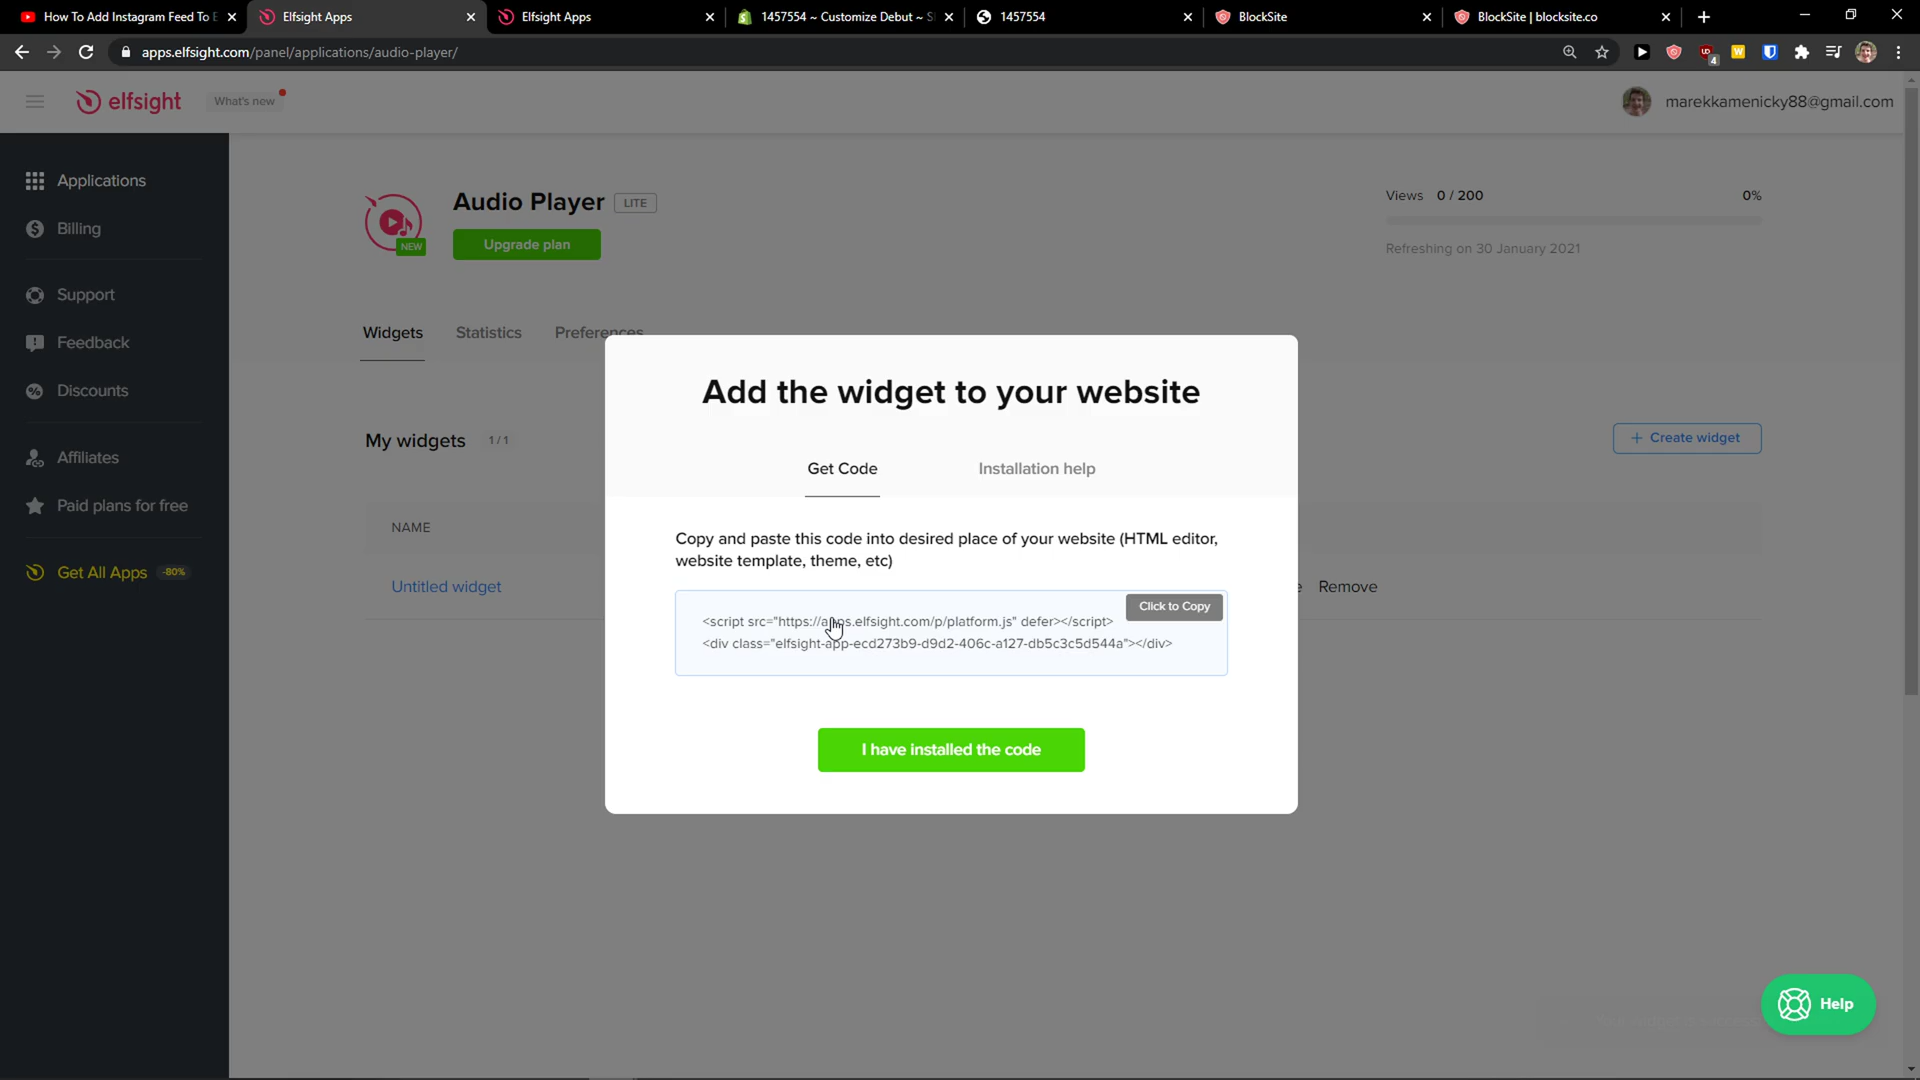 How To Add Instagram Feed To E
Elfsight Apps
Elfsight Apps
1457554 ~ Customize Debut ~ S
1457554
BlockSite
BlockSite | blocksite.co
apps.elfsight.com/panel/applications/audio-player/
UD
4
W
elfsight
What's new
marekkamenicky88@gmail.com
Applications
Billing
Support
Feedback
Discounts
Affiliates
Paid plans for free
Get All Apps -80%
NEW
Audio Player LITE
Upgrade plan
Views 0 / 200 0%
Refreshing on 30 January 2021
Widgets Statistics Preferences
My widgets 1 / 1
+ Create widget
NAME
Untitled widget
Remove
Add the widget to your website
Get Code Installation help
Copy and paste this code into desired place of your website (HTML editor,
website template, theme, etc)
Click to Copy
<script src="https://apps.elfsight.com/p/platform.js" defer></script>
<div class="elfsight-app-ecd273b9-d9d2-406c-a127-db5c3c5d544a"></div>
I have installed the code
Help